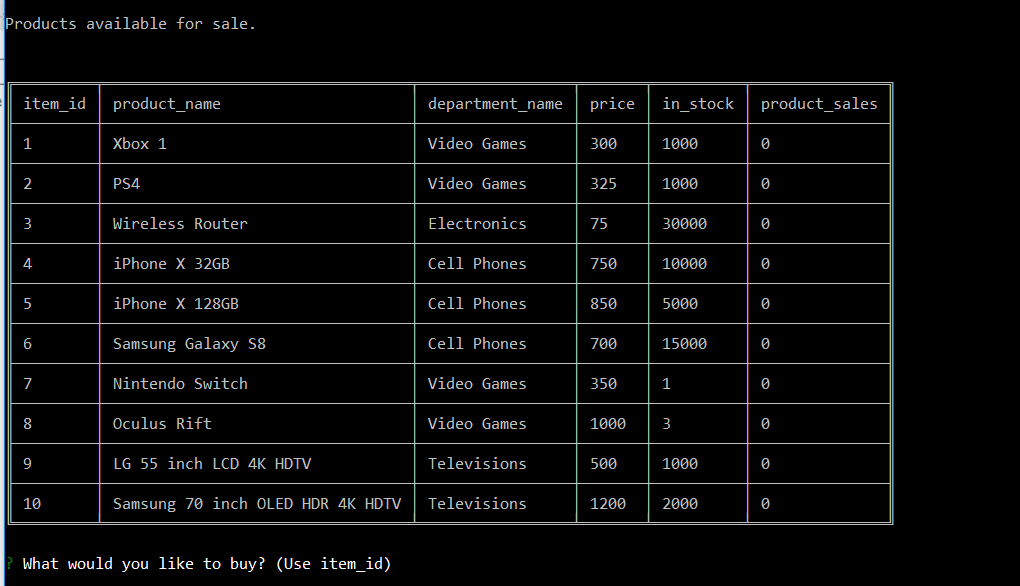 Products available for sale.
item_id product_name department_name price in_stock product_sales
1 Xbox 1 Video Games 300 1000 0
2 PS4 Video Games 325 1000 0
3 Wireless Router Electronics 75 30000 0
4 iPhone X 32GB Cell Phones 750 10000 0
5 iPhone X 128GB Cell Phones 850 5000 0
6 Samsung Galaxy S8 Cell Phones 700 15000 0
7 Nintendo Switch Video Games 350 1 0
8 Oculus Rift Video Games 1000 3 0
9 LG 55 inch LCD 4K HDTV Televisions 500 1000 0
10 Samsung 70 inch OLED HDR 4K HDTV Televisions 1200 2000 0
? What would you like to buy? (Use item_id)